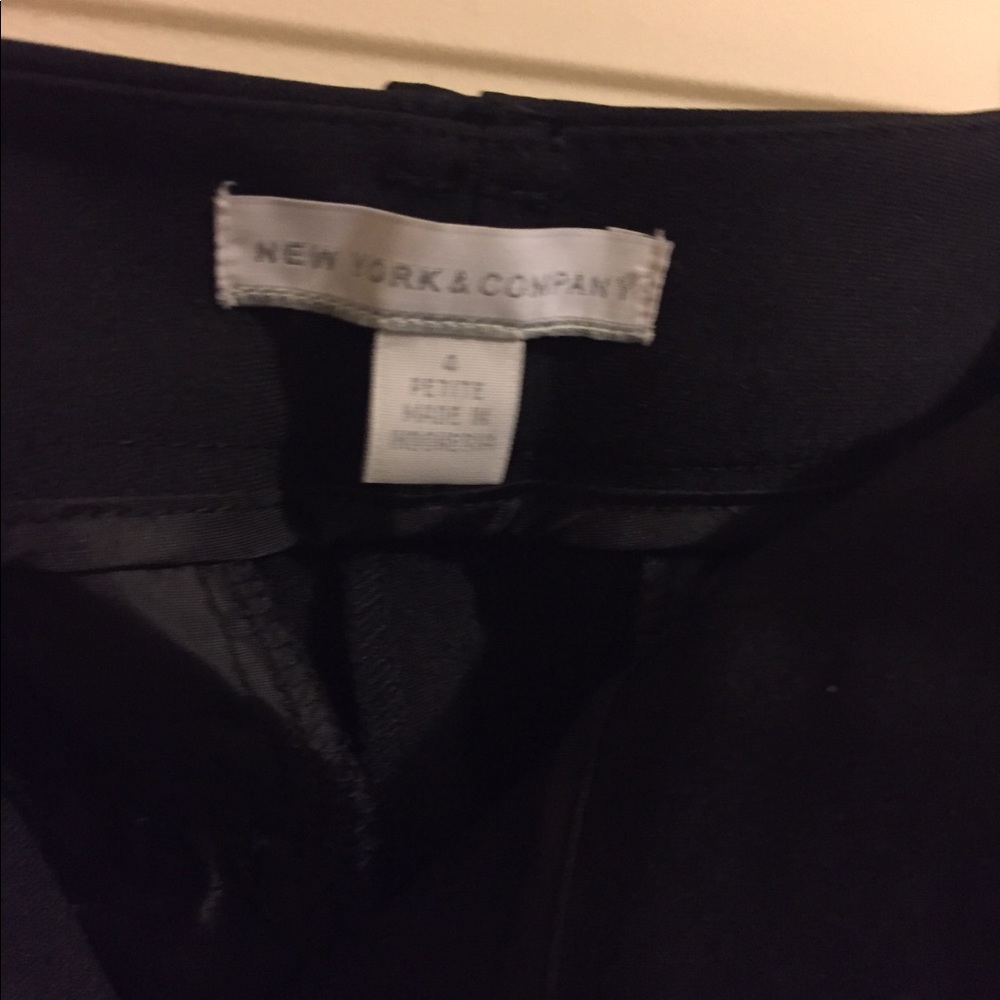 NEW YORK & COMPANY
4
PETITE
MADE IN
INDONESIA